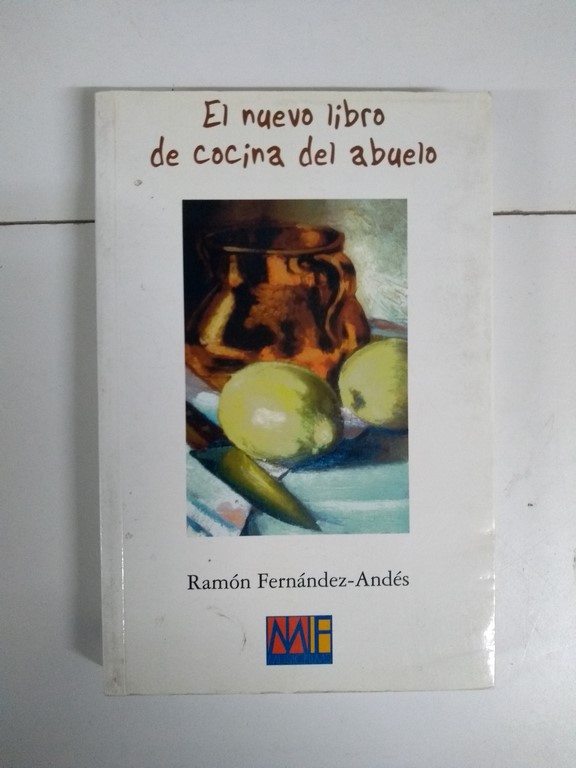 El nuevo libro
de cocina del abuelo
Ramón Fernández-Andés